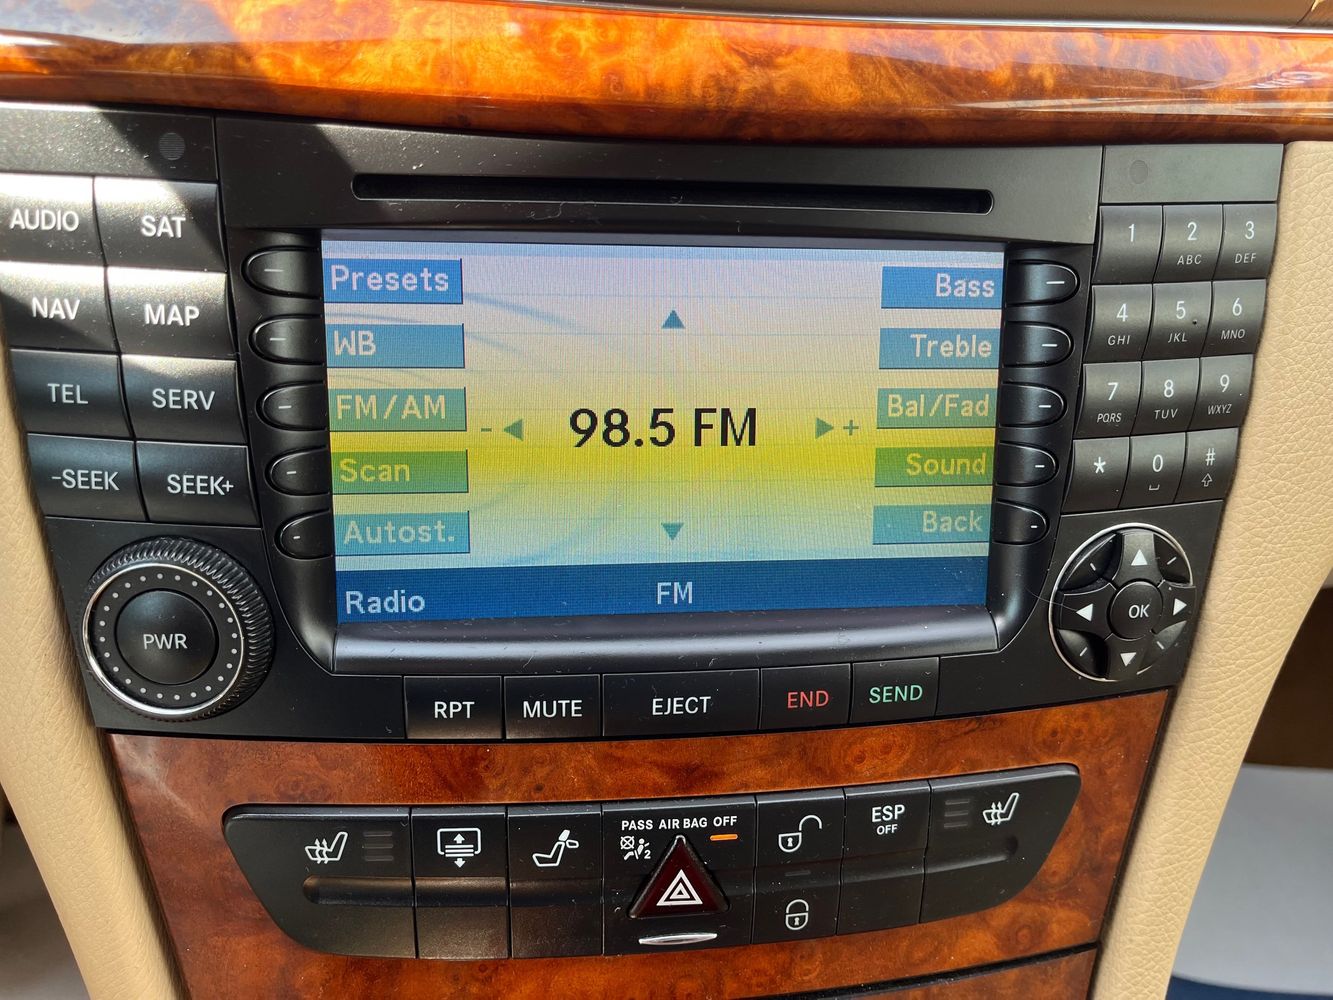 AUDIO SAT
NAV MAP
TEL SERV
-SEEK SEEK+
PWR
Presets
WB
FM/AM
Scan
Autost.
- 98.5 FM +
Bass
Treble
Bal/Fad
Sound
Back
Radio FM
1 2 3
ABC DEF
4 5 6
GHI JKL MNO
7 8 9
PQRS TUV WXYZ
* 0 #
OK
RPT MUTE EJECT END SEND
PASS AIR BAG OFF
2
ESP
OFF